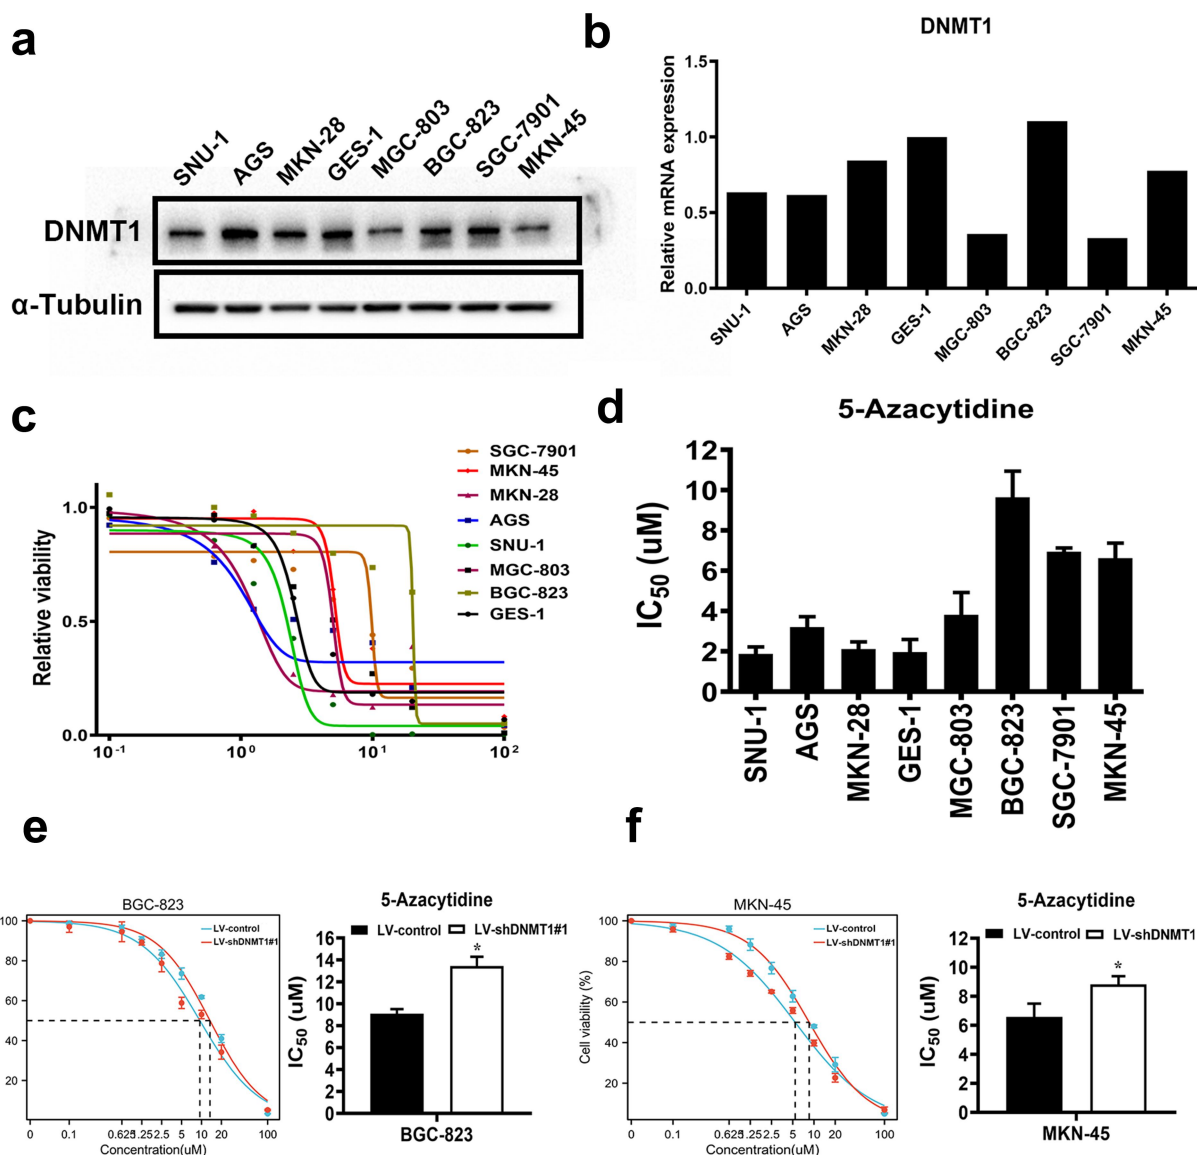 a
SNU-1
AGS
MKN-28
GES-1
MGC-803
BGC-823
SGC-7901
MKN-45
DNMT1
α-Tubulin
b
DNMT1
Relative mRNA expression
1.5
1.0
0.5
0.0
SNU-1
AGS
MKN-28
GES-1
MGC-803
BGC-823
SGC-7901
MKN-45
c
Relative viability
1.0
0.5
0.0
10⁻¹
10⁰
10¹
10²
SGC-7901
MKN-45
MKN-28
AGS
SNU-1
MGC-803
BGC-823
GES-1
d
5-Azacytidine
IC₅₀ (uM)
12
10
8
6
4
2
0
SNU-1
AGS
MKN-28
GES-1
MGC-803
BGC-823
SGC-7901
MKN-45
e
BGC-823
LV-control
LV-shDNMT1#1
100
80
60
40
20
0 0.1 0.625 1.25 2.5 5 10 20 100
Concentration(uM)
5-Azacytidine
LV-control LV-shDNMT1#1
IC₅₀ (uM)
16
14
12
10
8
6
4
2
0
*
BGC-823
f
MKN-45
LV-control
LV-shDNMT1#1
Cell viability (%)
100
80
60
40
20
0 0.1 0.625 1.25 2.5 5 10 20 100
Concentration(uM)
5-Azacytidine
LV-control LV-shDNMT1
IC₅₀ (uM)
12
10
8
6
4
2
0
*
MKN-45